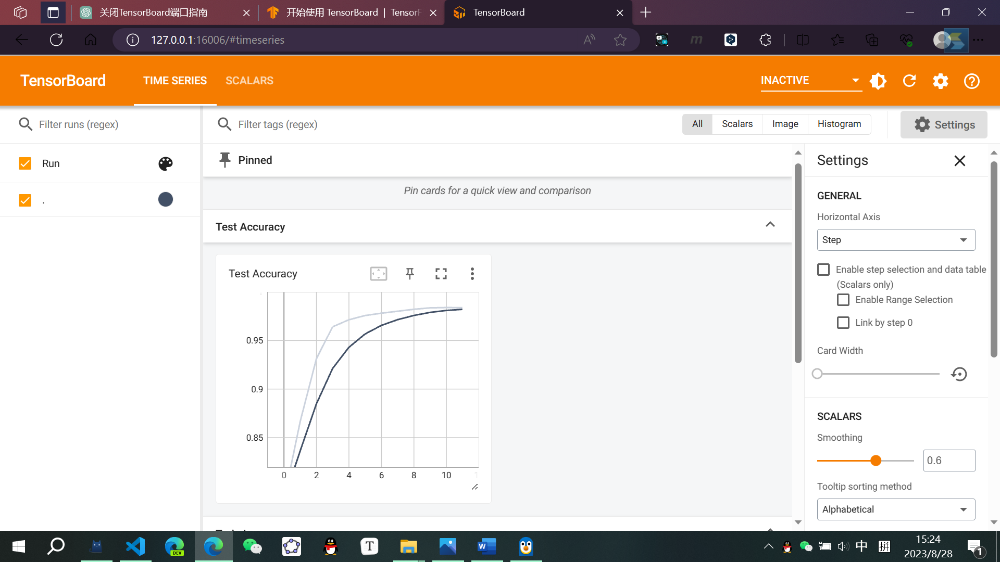 关闭TensorBoard端口指南
开始使用 TensorBoard | TensorF
TensorBoard
127.0.0.1:16006/#timeseries
TensorBoard
TIME SERIES
SCALARS
INACTIVE
Filter runs (regex)
Filter tags (regex)
All
Scalars
Image
Histogram
Settings
Run
.
Pinned
Pin cards for a quick view and comparison
Test Accuracy
Test Accuracy
0.95
0.9
0.85
0
2
4
6
8
10
Settings
GENERAL
Horizontal Axis
Step
Enable step selection and data table
(Scalars only)
Enable Range Selection
Link by step 0
Card Width
SCALARS
Smoothing
0.6
Tooltip sorting method
Alphabetical
DEV
T
W
中
拼
15:24
2023/8/28
1